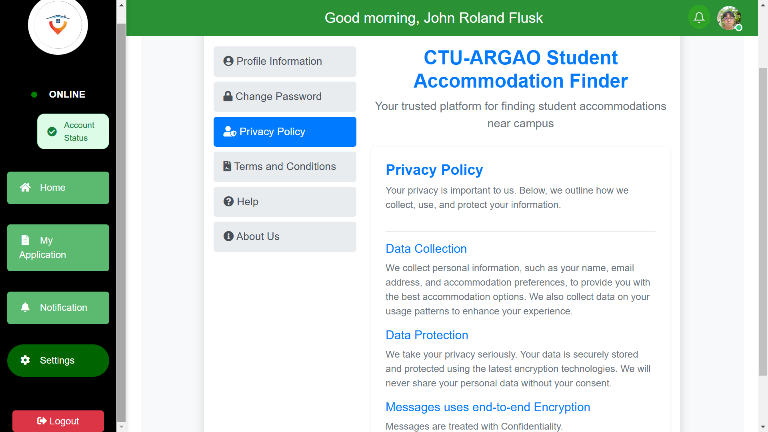 Good morning, John Roland Flusk
ONLINE
Account
Status
Home
My
Application
Notification
Settings
Logout
Profile Information
Change Password
Privacy Policy
Terms and Conditions
Help
About Us
CTU-ARGAO Student
Accommodation Finder
Your trusted platform for finding student accommodations
near campus
Privacy Policy
Your privacy is important to us. Below, we outline how we
collect, use, and protect your information.
Data Collection
We collect personal information, such as your name, email
address, and accommodation preferences, to provide you with
the best accommodation options. We also collect data on your
usage patterns to enhance your experience.
Data Protection
We take your privacy seriously. Your data is securely stored
and protected using the latest encryption technologies. We will
never share your personal data without your consent.
Messages uses end-to-end Encryption
Messages are treated with Confidentiality.